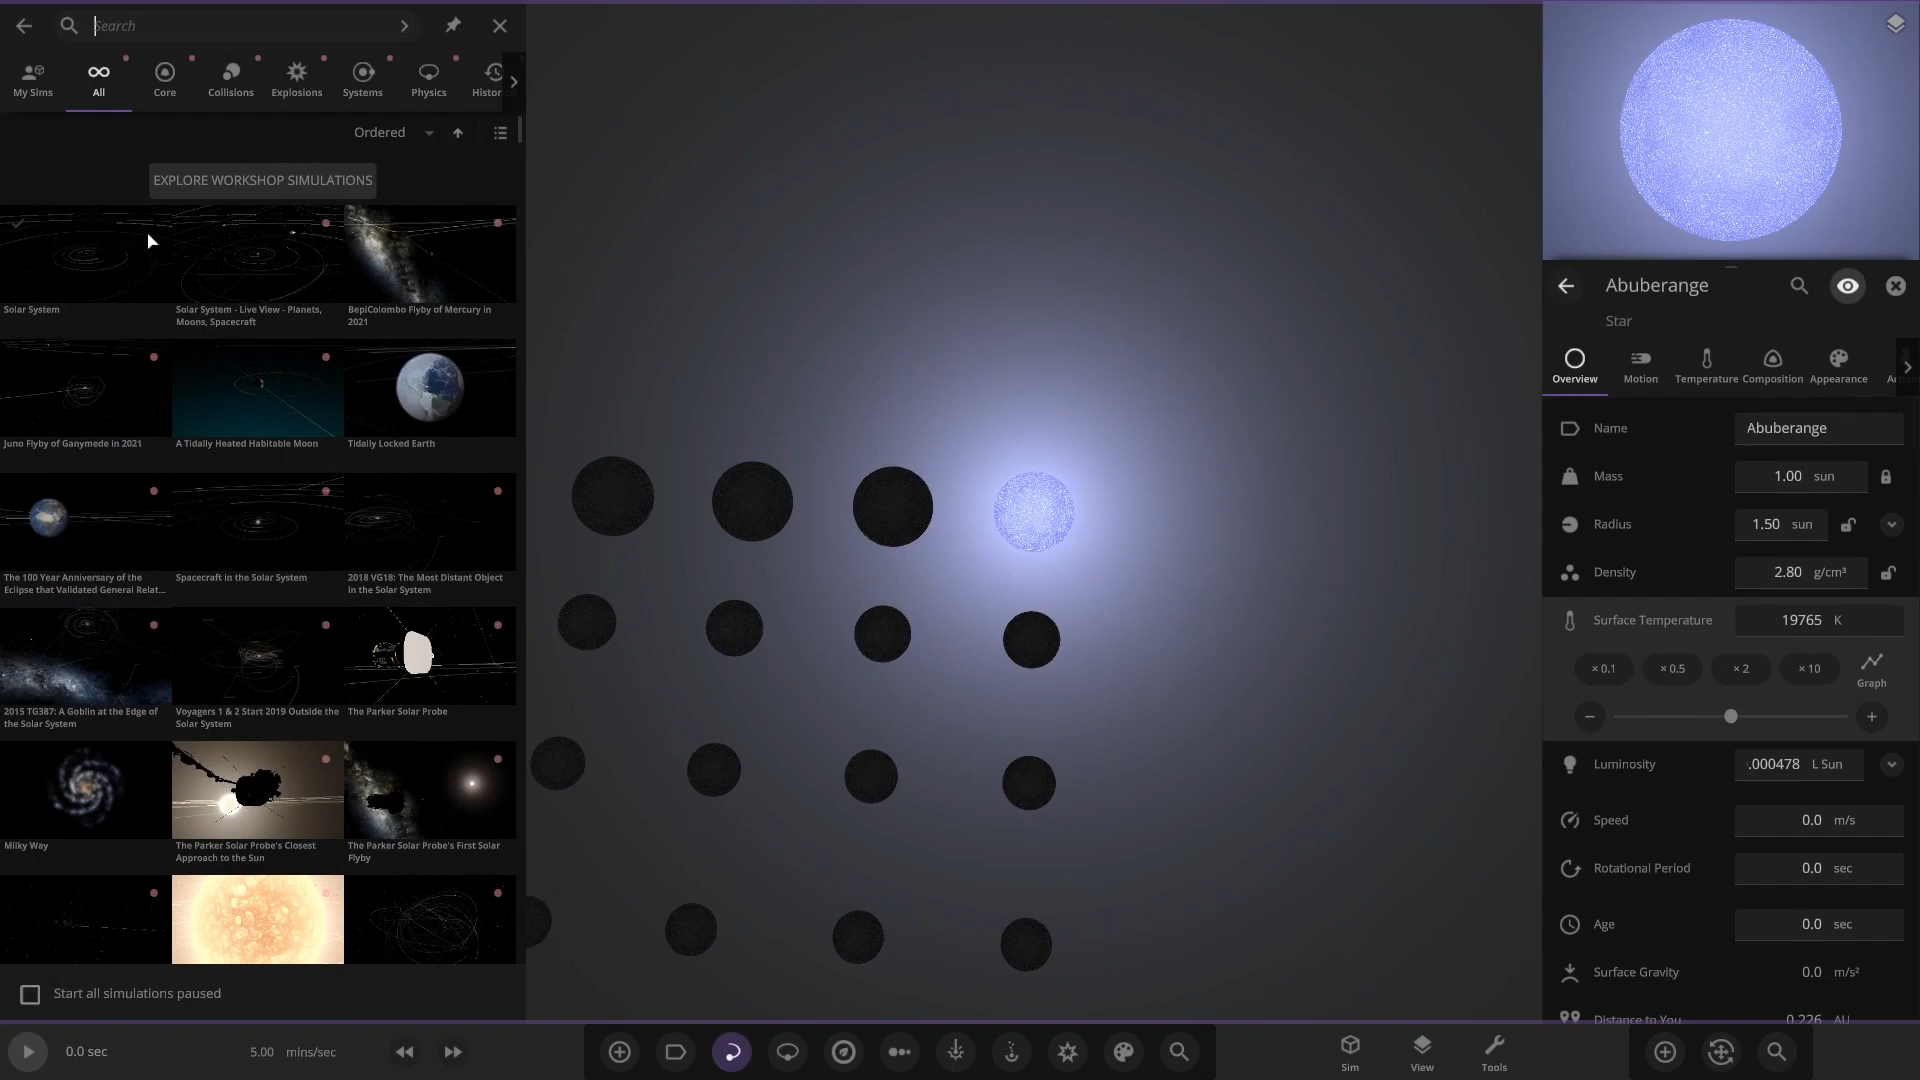 Search
My Sims
All
Core
Collisions
Explosions
Systems
Physics
Ordered
EXPLORE WORKSHOP SIMULATIONS
Solar System
Solar System - Live View - Planets,
Moons, Spacecraft
BepiColombo Flyby of Mercury in
2021
Juno Flyby of Ganymede in 2021
A Tidally Heated Habitable Moon
Tidally Locked Earth
The 100 Year Anniversary of the
Eclipse that Validated General Relat...
Spacecraft in the Solar System
2018 VG18: The Most Distant Object
in the Solar System
2015 TG387: A Goblin at the Edge of
the Solar System
Voyagers 1 & 2 Start 2019 Outside the
Solar System
The Parker Solar Probe
Milky Way
The Parker Solar Probe's Closest
Approach to the Sun
The Parker Solar Probe's First Solar
Flyby
Start all simulations paused
0.0 sec
5.00 mins/sec
Sim
View
Tools
Abuberange
Star
Overview
Motion
Temperature
Composition
Appearance
Name Abuberange
Mass 1.00 sun
Radius 1.50 sun
Density 2.80 g/cm³
Surface Temperature 19765 K
× 0.1
× 0.5
× 2
× 10
Graph
Luminosity .000478 L Sun
Speed 0.0 m/s
Rotational Period 0.0 sec
Age 0.0 sec
Surface Gravity 0.0 m/s²
Distance to You 0.226 AU